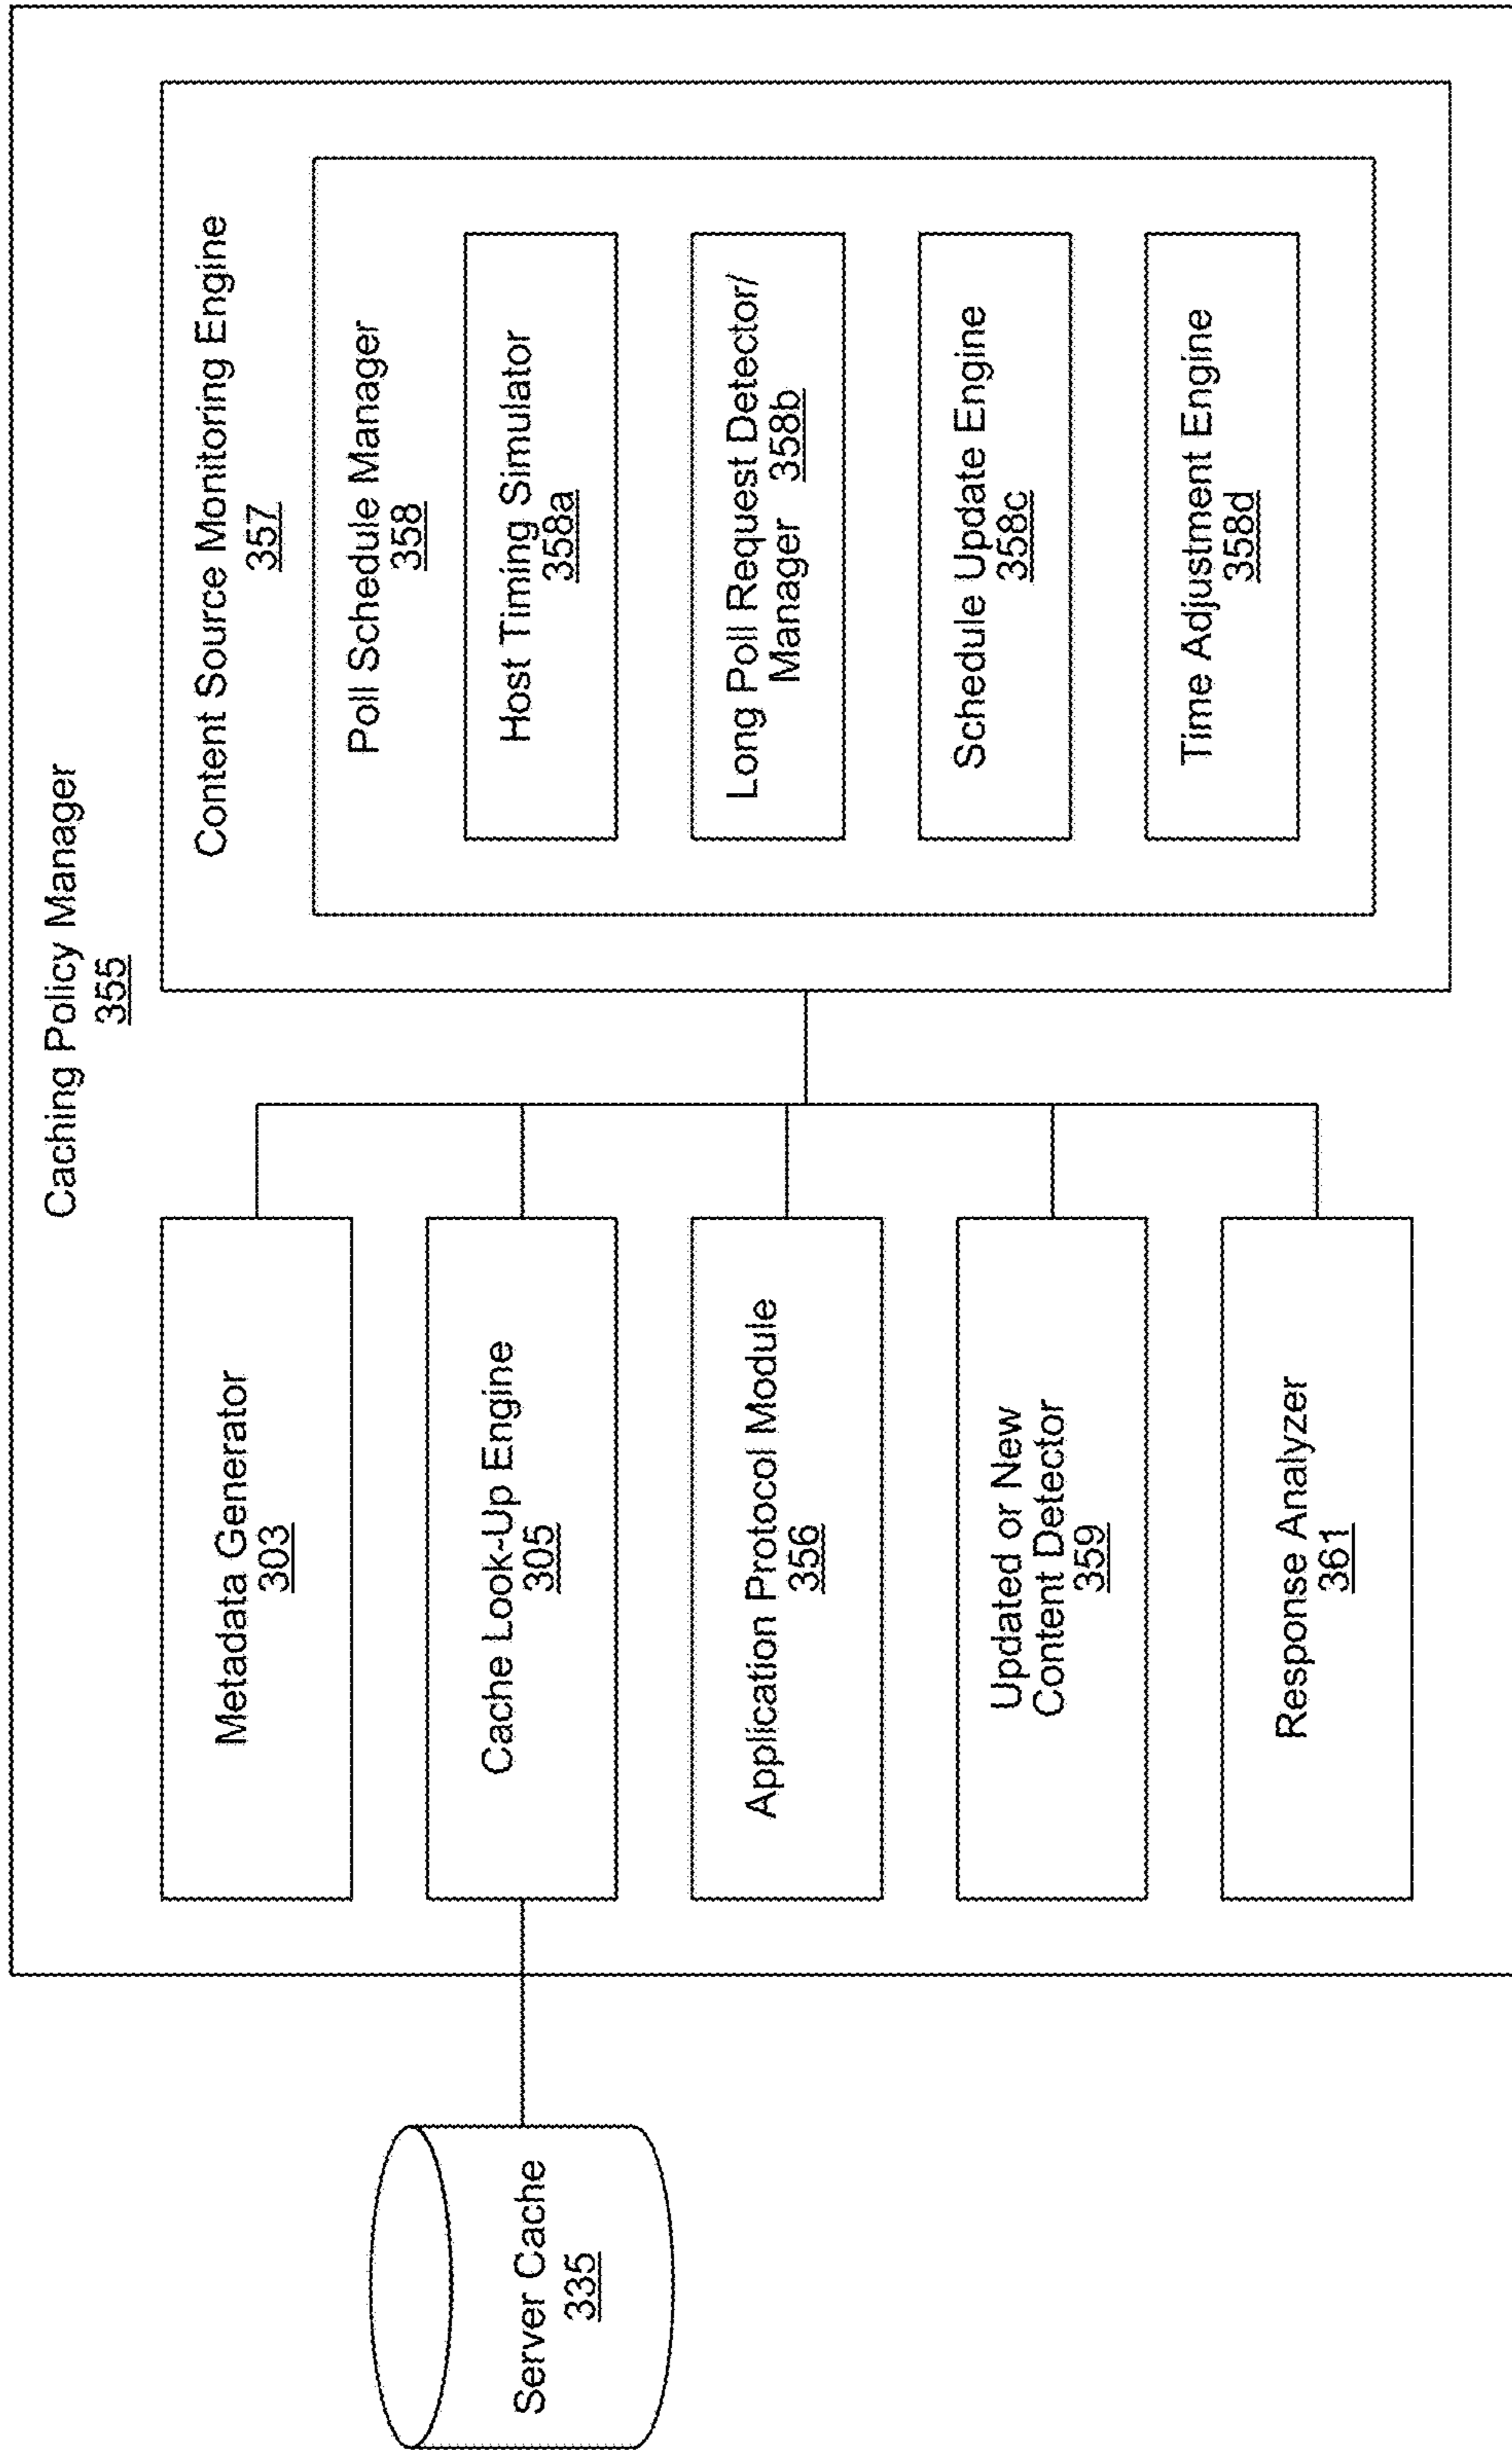 Caching Policy Manager
355
Server Cache
335
Metadata Generator
303
Cache Look-Up Engine
305
Application Protocol Module
356
Updated or New
Content Detector
359
Response Analyzer
361
Content Source Monitoring Engine
357
Poll Schedule Manager
358
Host Timing Simulator
358a
Long Poll Request Detector/
Manager 358b
Schedule Update Engine
358c
Time Adjustment Engine
358d